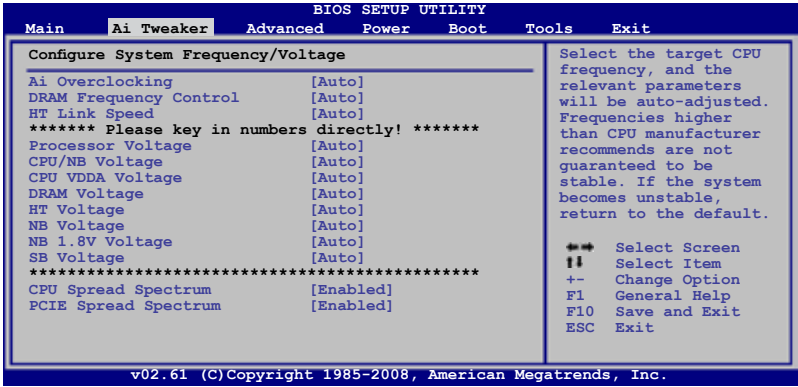 BIOS SETUP UTILITY
Main Ai Tweaker Advanced Power Boot Tools Exit
Configure System Frequency/Voltage
Ai Overclocking [Auto]
DRAM Frequency Control [Auto]
HT Link Speed [Auto]
******* Please key in numbers directly! *******
Processor Voltage [Auto]
CPU/NB Voltage [Auto]
CPU VDDA Voltage [Auto]
DRAM Voltage [Auto]
HT Voltage [Auto]
NB Voltage [Auto]
NB 1.8V Voltage [Auto]
SB Voltage [Auto]
************************************************
CPU Spread Spectrum [Enabled]
PCIE Spread Spectrum [Enabled]
Select the target CPU
frequency, and the
relevant parameters
will be auto-adjusted.
Frequencies higher
than CPU manufacturer
recommends are not
guaranteed to be
stable. If the system
becomes unstable,
return to the default.
Select Screen
Select Item
+- Change Option
F1 General Help
F10 Save and Exit
ESC Exit
v02.61 (C)Copyright 1985-2008, American Megatrends, Inc.